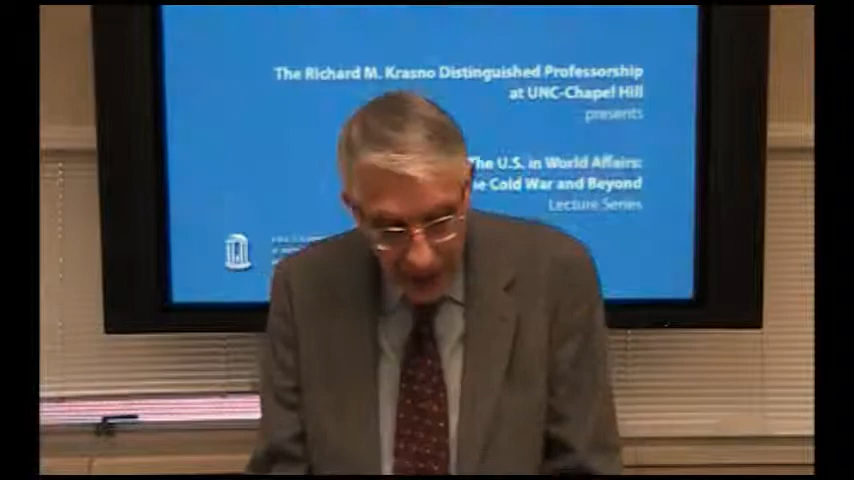 The Richard M. Krasno Distinguished Professorship
at UNC-Chapel Hill
presents
The U.S. in World Affairs:
e Cold War and Beyond
Lecture Series